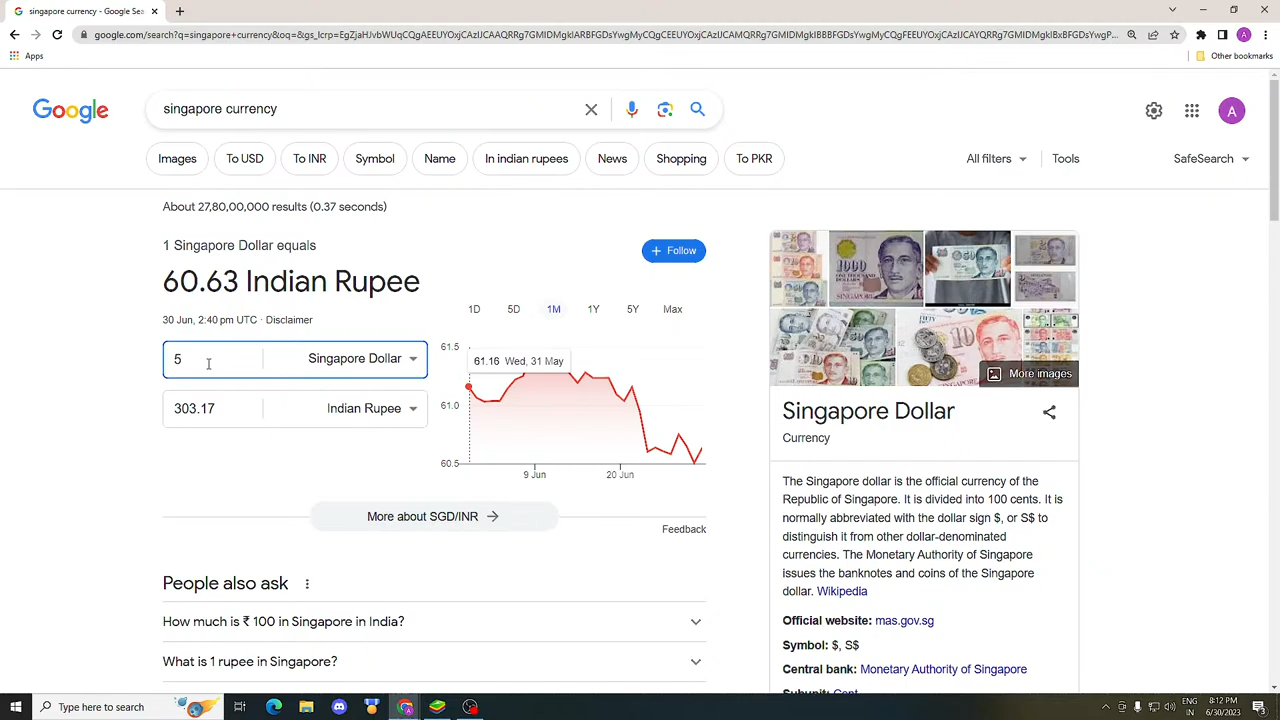 singapore currency - Google Sea
google.com/search?q=singapore+currency&oq=&gs_lcrp=
Apps
Other bookmarks
Google
singapore currency
A
Images
To USD
To INR
Symbol
Name
In indian rupees
News
Shopping
To PKR
All filters
Tools
SafeSearch
About 27,80,00,000 results (0.37 seconds)
1 Singapore Dollar equals
60.63 Indian Rupee
30 Jun, 2:40 pm UTC · Disclaimer
+ Follow
5
Singapore Dollar
303.17
Indian Rupee
1D
5D
1M
1Y
5Y
Max
61.5
61.16 Wed, 31 May
61.0
60.5
9 Jun
20 Jun
More about SGD/INR
Feedback
People also ask
How much is ₹ 100 in Singapore in India?
What is 1 rupee in Singapore?
1000
50
More images
Singapore Dollar
Currency
The Singapore dollar is the official currency of the
Republic of Singapore. It is divided into 100 cents. It is
normally abbreviated with the dollar sign $, or S$ to
distinguish it from other dollar-denominated
currencies. The Monetary Authority of Singapore
issues the banknotes and coins of the Singapore
dollar. Wikipedia
Official website: mas.gov.sg
Symbol: $, S$
Central bank: Monetary Authority of Singapore
Subunit: Cent
Type here to search
ENG
IN
8:12 PM
6/30/2023